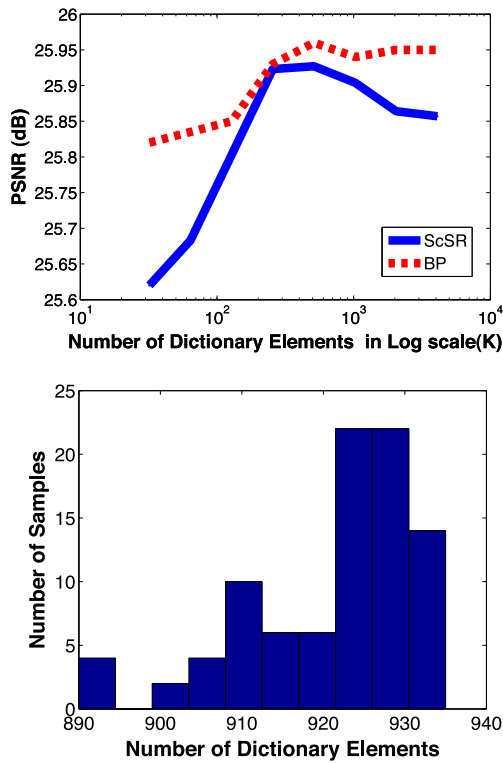 26
25.95
25.9
25.85
25.8
25.75
25.7
25.65
25.6
PSNR (dB)
ScSR
BP
10^1 10^2 10^3 10^4
Number of Dictionary Elements in Log scale(K)
25
20
15
10
5
0
Number of Samples
890 900 910 920 930 940
Number of Dictionary Elements